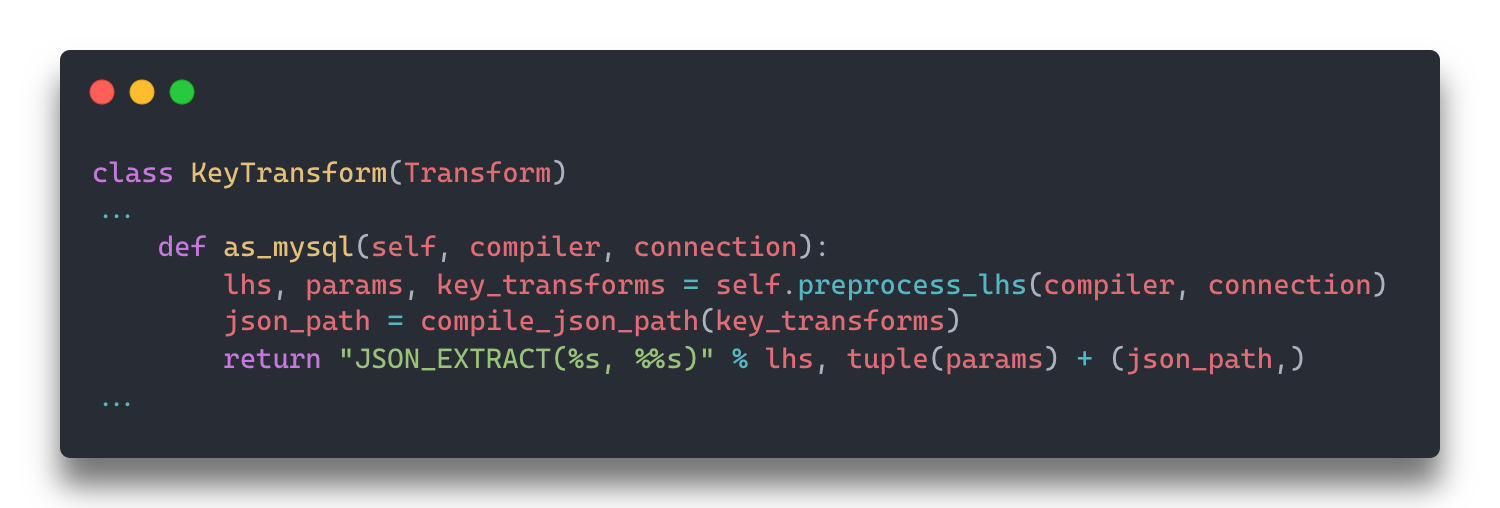 class KeyTransform(Transform)
...
    def as_mysql(self, compiler, connection):
        lhs, params, key_transforms = self.preprocess_lhs(compiler, connection)
        json_path = compile_json_path(key_transforms)
        return "JSON_EXTRACT(%s, %%s)" % lhs, tuple(params) + (json_path,)
...